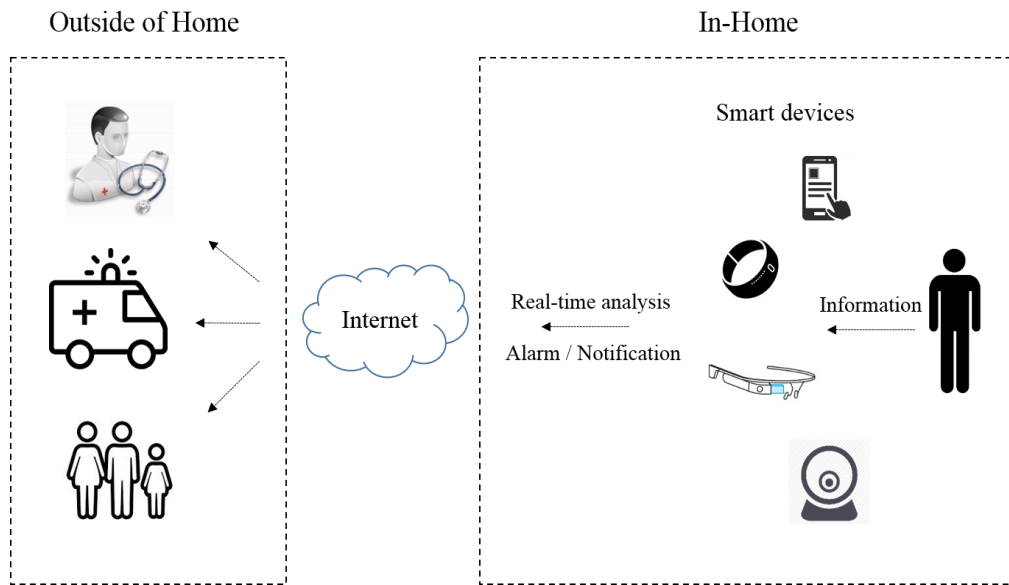 Outside of Home
In-Home
Smart devices
Internet
Real-time analysis
Alarm / Notification
Information